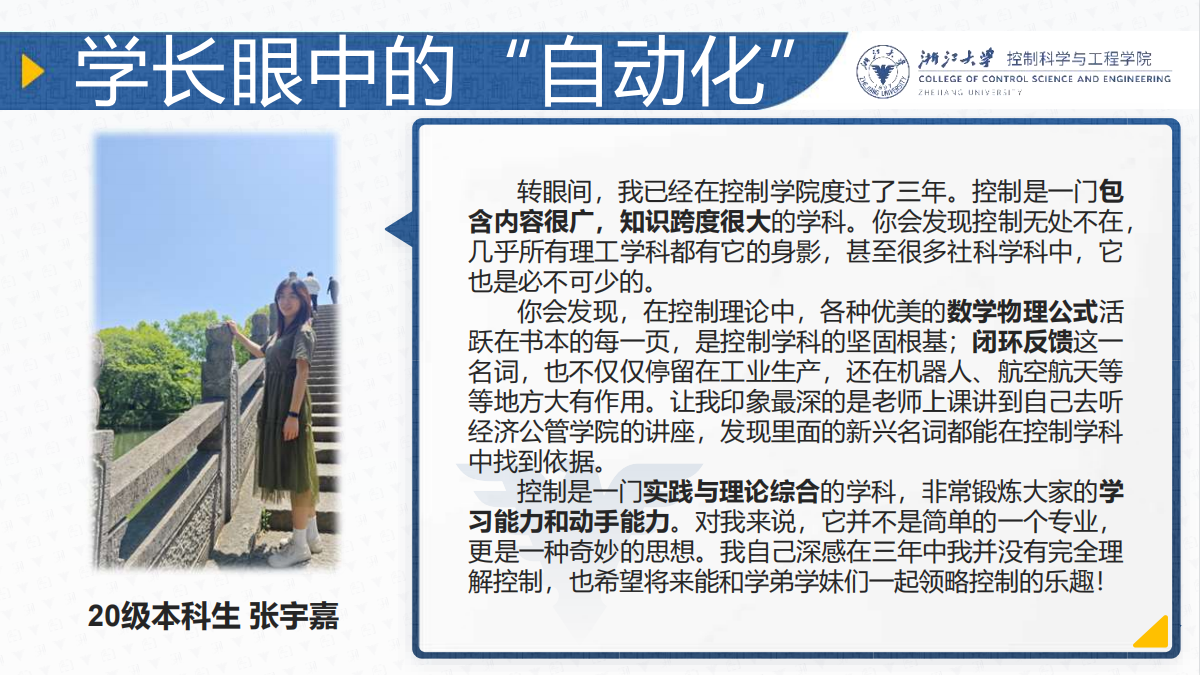 学长眼中的“自动化”
浙江大学 控制科学与工程学院
COLLEGE OF CONTROL SCIENCE AND ENGINEERING
ZHEJIANG UNIVERSITY
转眼间，我已经在控制学院度过了三年。控制是一门包
含内容很广，知识跨度很大的学科。你会发现控制无处不在，
几乎所有理工学科都有它的身影，甚至很多社科学科中，它
也是必不可少的。
你会发现，在控制理论中，各种优美的数学物理公式活
跃在书本的每一页，是控制学科的坚固根基；闭环反馈这一
名词，也不仅仅停留在工业生产，还在机器人、航空航天等
等地方大有作用。让我印象最深的是老师上课讲到自己去听
经济公管学院的讲座，发现里面的新兴名词都能在控制学科
中找到依据。
控制是一门实践与理论综合的学科，非常锻炼大家的学
习能力和动手能力。对我来说，它并不是简单的一个专业，
更是一种奇妙的思想。我自己深感在三年中我并没有完全理
解控制，也希望将来能和学弟学妹们一起领略控制的乐趣！
20级本科生 张宇嘉